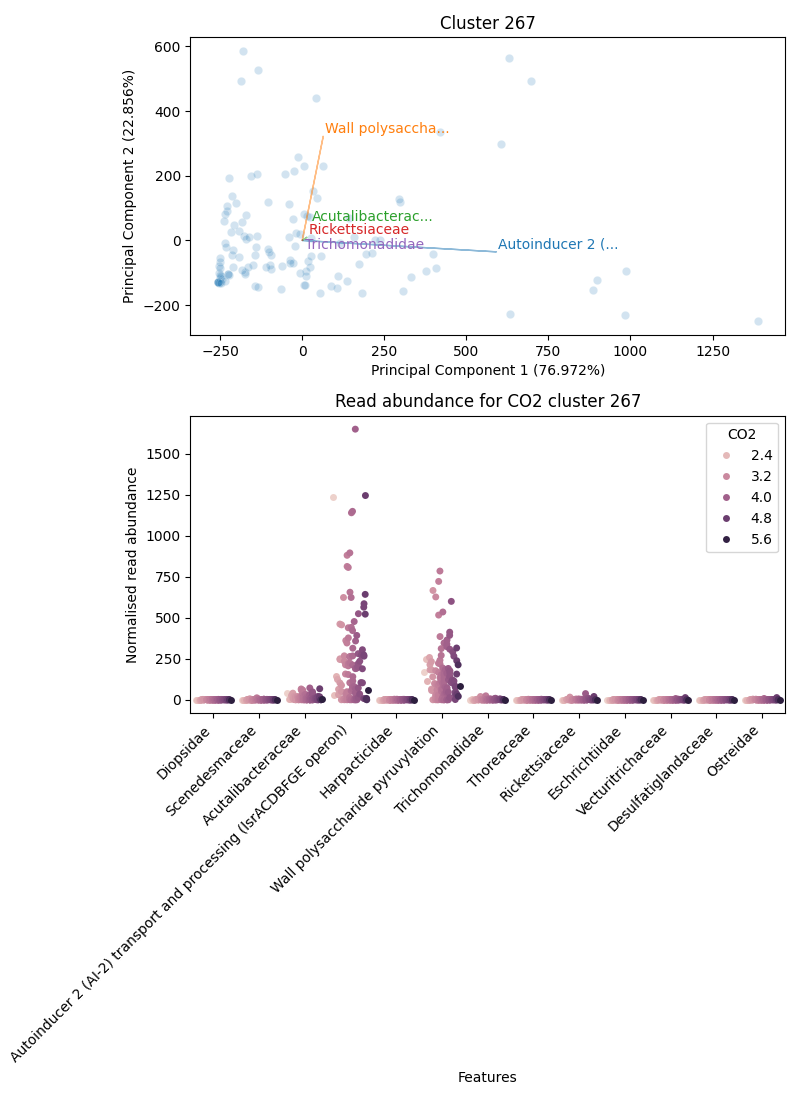 Cluster 267
Principal Component 2 (22.856%)
600
400
200
0
−200
Wall polysaccha...
Acutalibacterac...
Rickettsiaceae
Trichomonadidae
Autoinducer 2 (...
−250
0
250
500
750
1000
1250
Principal Component 1 (76.972%)
Read abundance for CO2 cluster 267
Normalised read abundance
1500
1250
1000
750
500
250
0
CO2
2.4
3.2
4.0
4.8
5.6
Diopsidae
Scenedesmaceae
Acutalibacteraceae
Autoinducer 2 (AI-2) transport and processing (lsrACDBFGE operon)
Harpacticidae
Wall polysaccharide pyruvylation
Trichomonadidae
Thoreaceae
Rickettsiaceae
Eschrichtiidae
Vecturitrichaceae
Desulfatiglandaceae
Ostreidae
Features